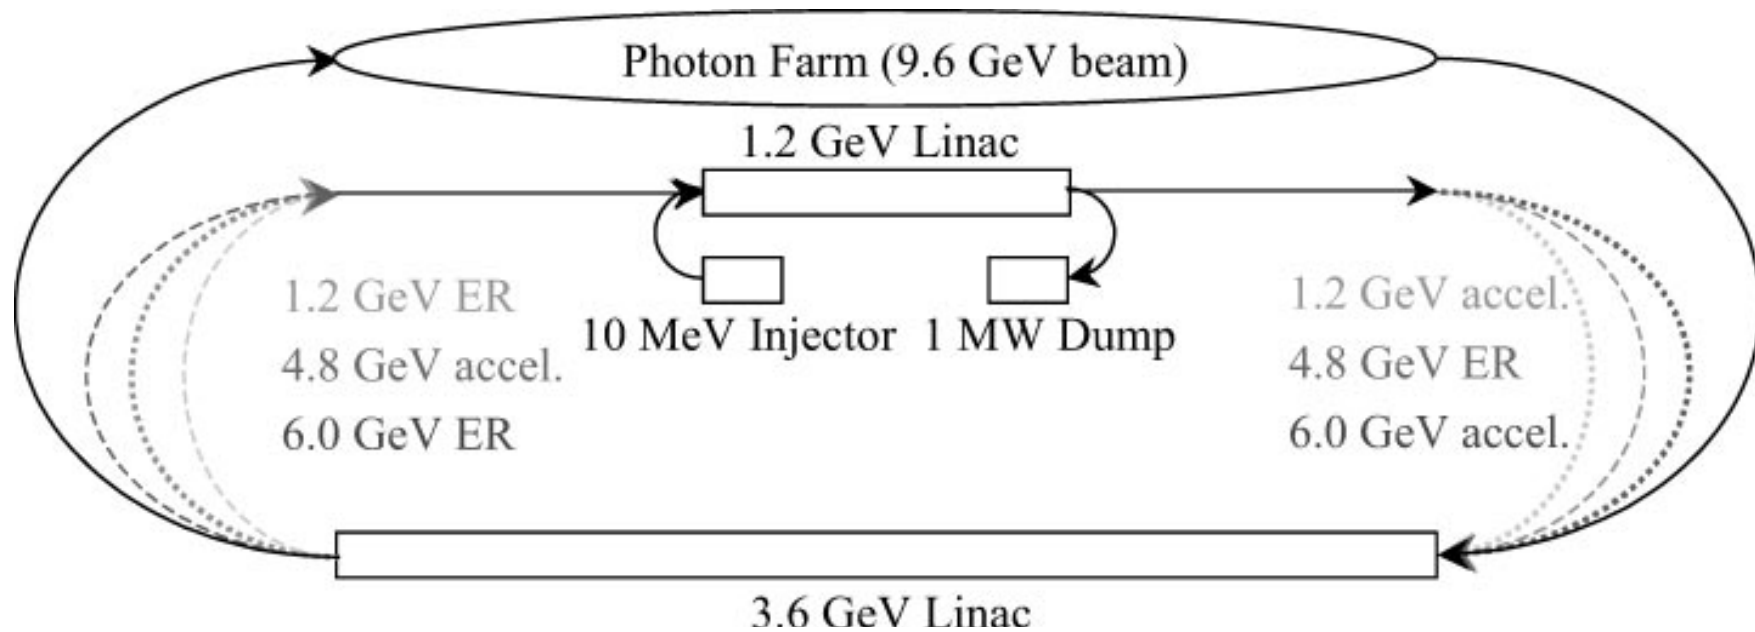 Photon Farm (9.6 GeV beam)
1.2 GeV Linac
1.2 GeV ER
4.8 GeV accel.
6.0 GeV ER
10 MeV Injector
1 MW Dump
1.2 GeV accel.
4.8 GeV ER
6.0 GeV accel.
3.6 GeV Linac